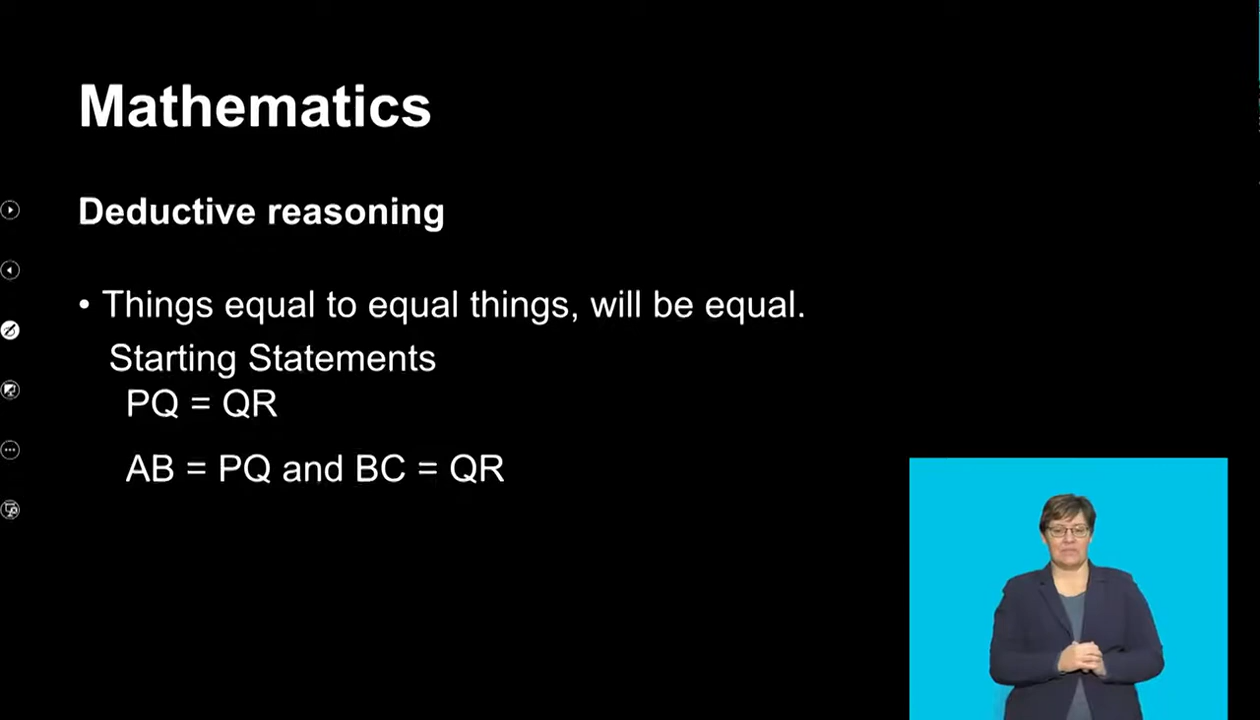 Mathematics
Deductive reasoning
• Things equal to equal things, will be equal.
Starting Statements
PQ = QR
AB = PQ and BC = QR